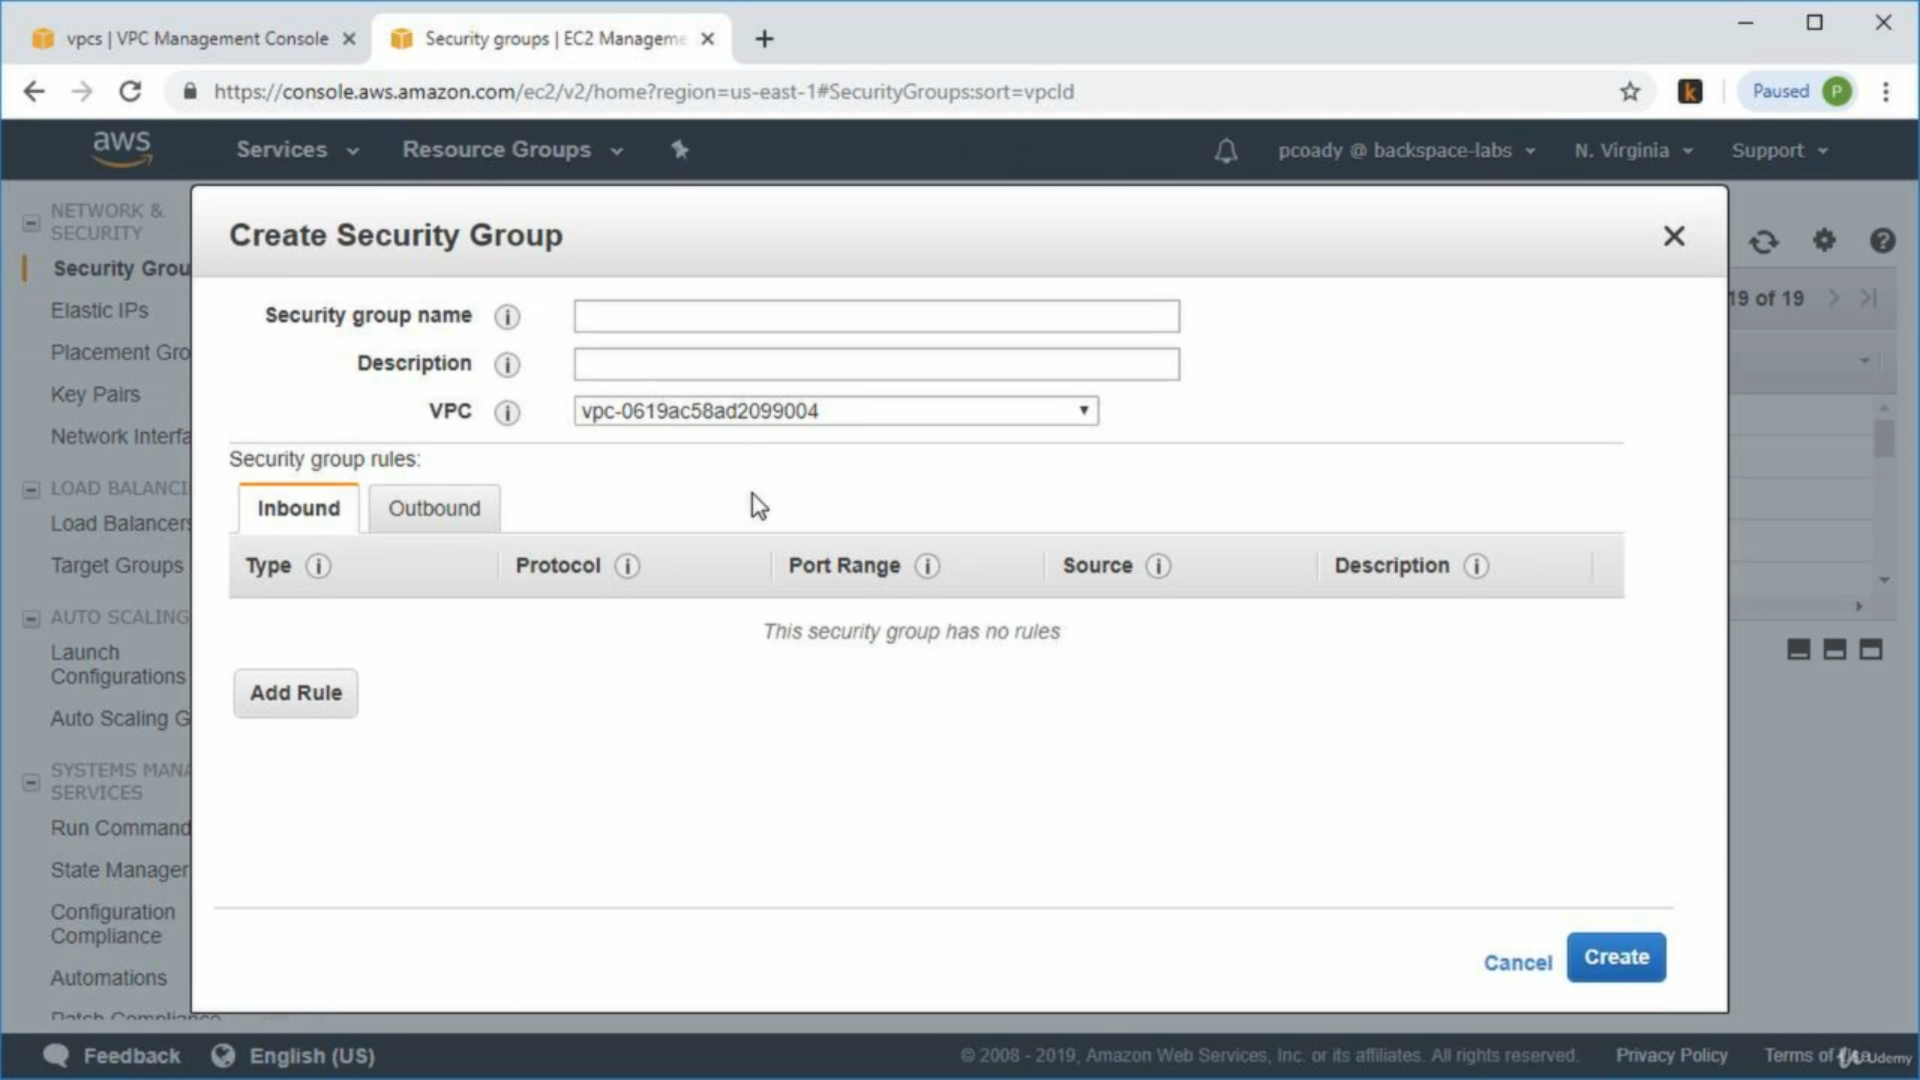 vpcs | VPC Management Console
Security groups | EC2 Manageme
https://console.aws.amazon.com/ec2/v2/home?region=us-east-1#SecurityGroups:sort=vpcId
k
Paused P
aws
Services
Resource Groups
pcoady @ backspace-labs
N. Virginia
Support
NETWORK &
SECURITY
Security Grou
Elastic IPs
Placement Gro
Key Pairs
Network Interfa
LOAD BALANCI
Load Balancers
Target Groups
AUTO SCALING
Launch
Configurations
Auto Scaling G
SYSTEMS MANA
SERVICES
Run Command
State Manager
Configuration
Compliance
Automations
Patch Compliance
Create Security Group
19 of 19
Security group name
Description
VPC
vpc-0619ac58ad2099004
Security group rules:
Inbound
Outbound
Type
Protocol
Port Range
Source
Description
This security group has no rules
Add Rule
Cancel
Create
Feedback
English (US)
© 2008 - 2019, Amazon Web Services, Inc. or its affiliates. All rights reserved.
Privacy Policy
Terms of
Udemy